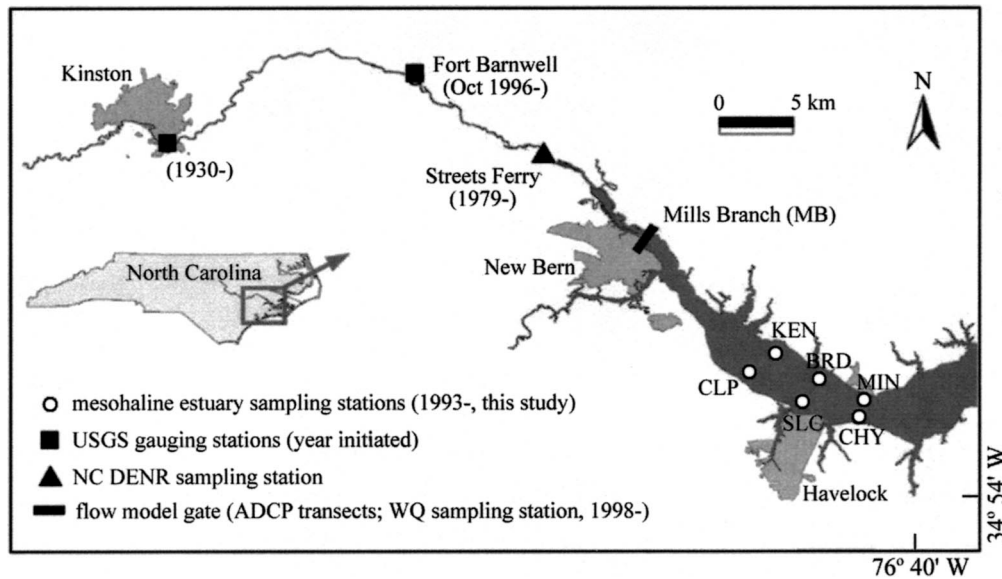 Kinston
(1930-)
Fort Barnwell
(Oct 1996-)
0 5 km
N
Streets Ferry
(1979-)
Mills Branch (MB)
New Bern
North Carolina
KEN
BRD
MIN
CLP
SLC
CHY
Havelock
mesohaline estuary sampling stations (1993-, this study)
USGS gauging stations (year initiated)
NC DENR sampling station
flow model gate (ADCP transects; WQ sampling station, 1998-)
34º 54' W
76º 40' W